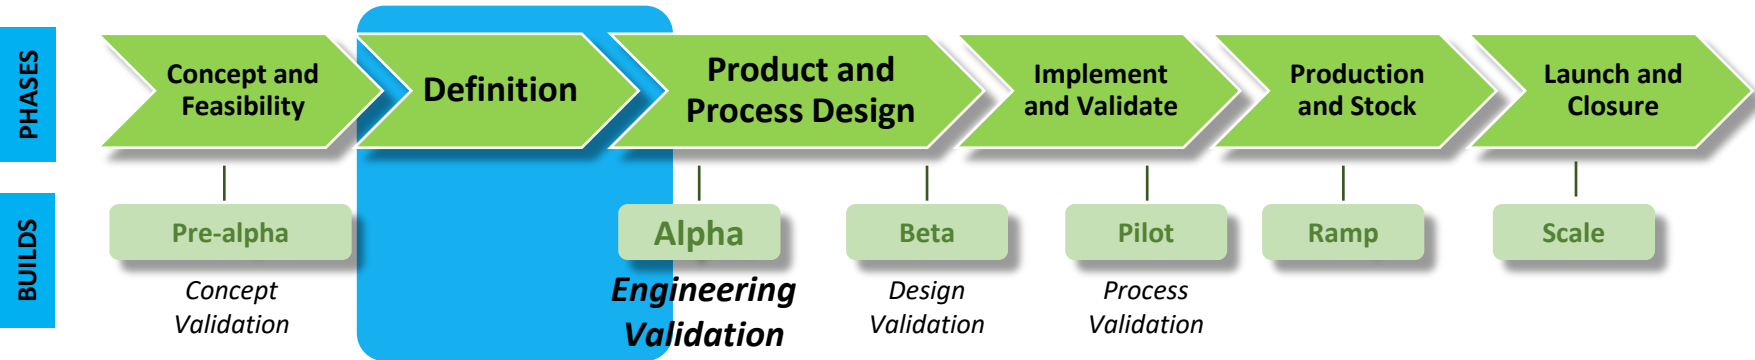 PHASES
Concept and
Feasibility
Definition
Product and
Process Design
Implement
and Validate
Production
and Stock
Launch and
Closure
BUILDS
Pre-alpha
Concept
Validation
Alpha
Engineering
Validation
Beta
Design
Validation
Pilot
Process
Validation
Ramp
Scale